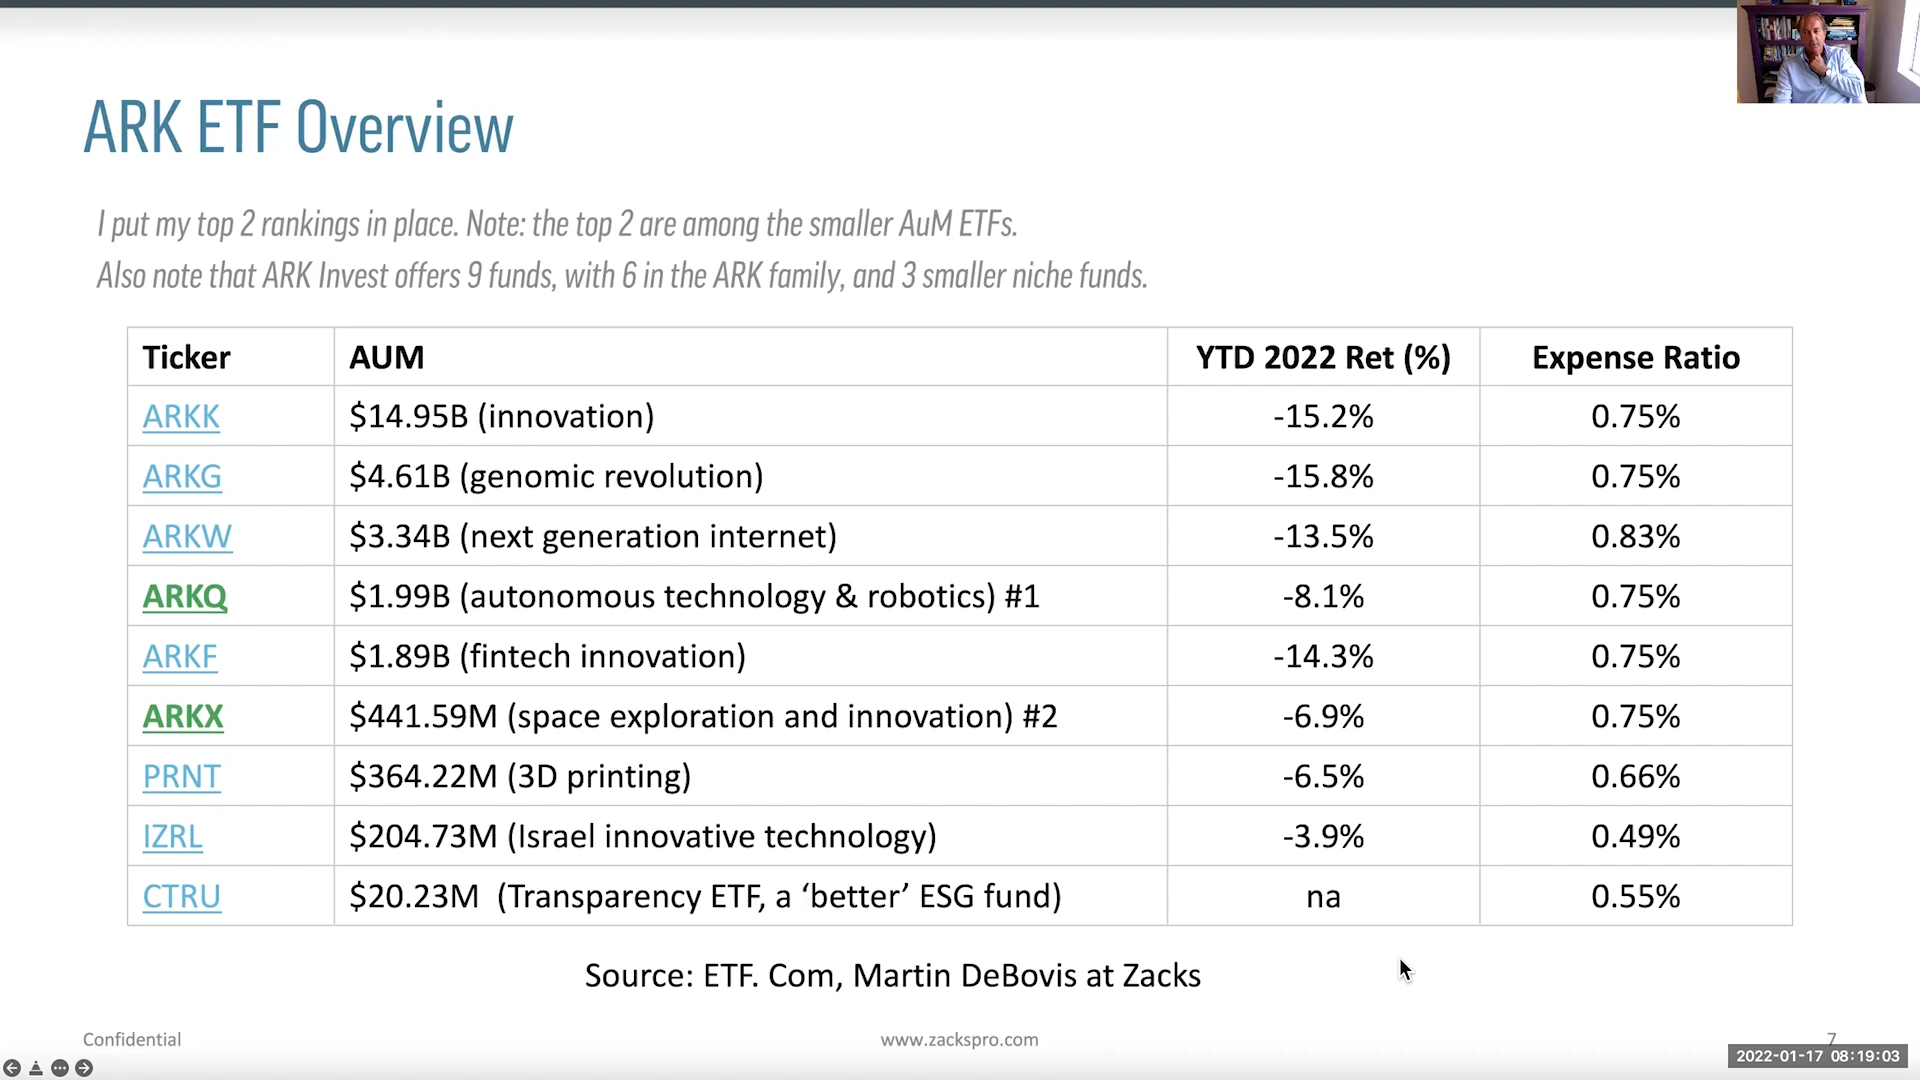 ARK ETF Overview
I put my top 2 rankings in place. Note: the top 2 are among the smaller AuM ETFs.
Also note that ARK Invest offers 9 funds, with 6 in the ARK family, and 3 smaller niche funds.
Ticker AUM YTD 2022 Ret (%) Expense Ratio
ARKK $14.95B (innovation) -15.2% 0.75%
ARKG $4.61B (genomic revolution) -15.8% 0.75%
ARKW $3.34B (next generation internet) -13.5% 0.83%
ARKQ $1.99B (autonomous technology & robotics) #1 -8.1% 0.75%
ARKF $1.89B (fintech innovation) -14.3% 0.75%
ARKX $441.59M (space exploration and innovation) #2 -6.9% 0.75%
PRNT $364.22M (3D printing) -6.5% 0.66%
IZRL $204.73M (Israel innovative technology) -3.9% 0.49%
CTRU $20.23M (Transparency ETF, a ‘better’ ESG fund) na 0.55%
Source: ETF. Com, Martin DeBovis at Zacks
Confidential www.zackspro.com 7
2022-01-17 08:19:03